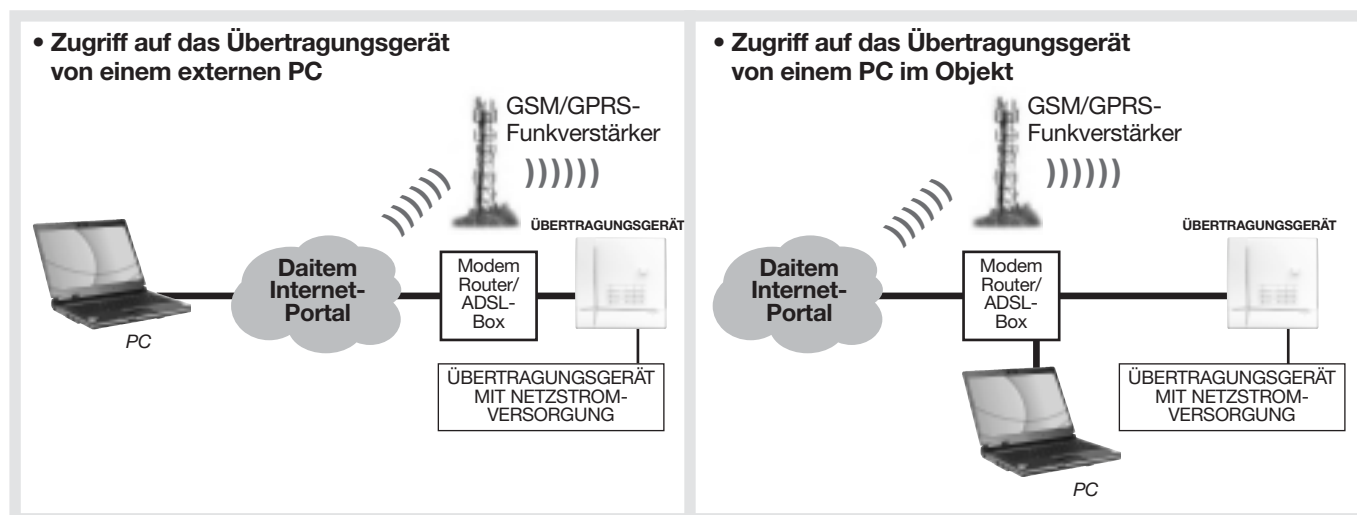 • Zugriff auf das Übertragungsgerät
von einem externen PC
GSM/GPRS-
Funkverstärker
))))))
))))))
ÜBERTRAGUNGSGERÄT
Daitem
Internet-
Portal
Modem
Router/
ADSL-
Box
PC
ÜBERTRAGUNGSGERÄT
MIT NETZSTROM-
VERSORGUNG
• Zugriff auf das Übertragungsgerät
von einem PC im Objekt
GSM/GPRS-
Funkverstärker
))))))
))))))
ÜBERTRAGUNGSGERÄT
Daitem
Internet-
Portal
Modem
Router/
ADSL-
Box
ÜBERTRAGUNGSGERÄT
MIT NETZSTROM-
VERSORGUNG
PC